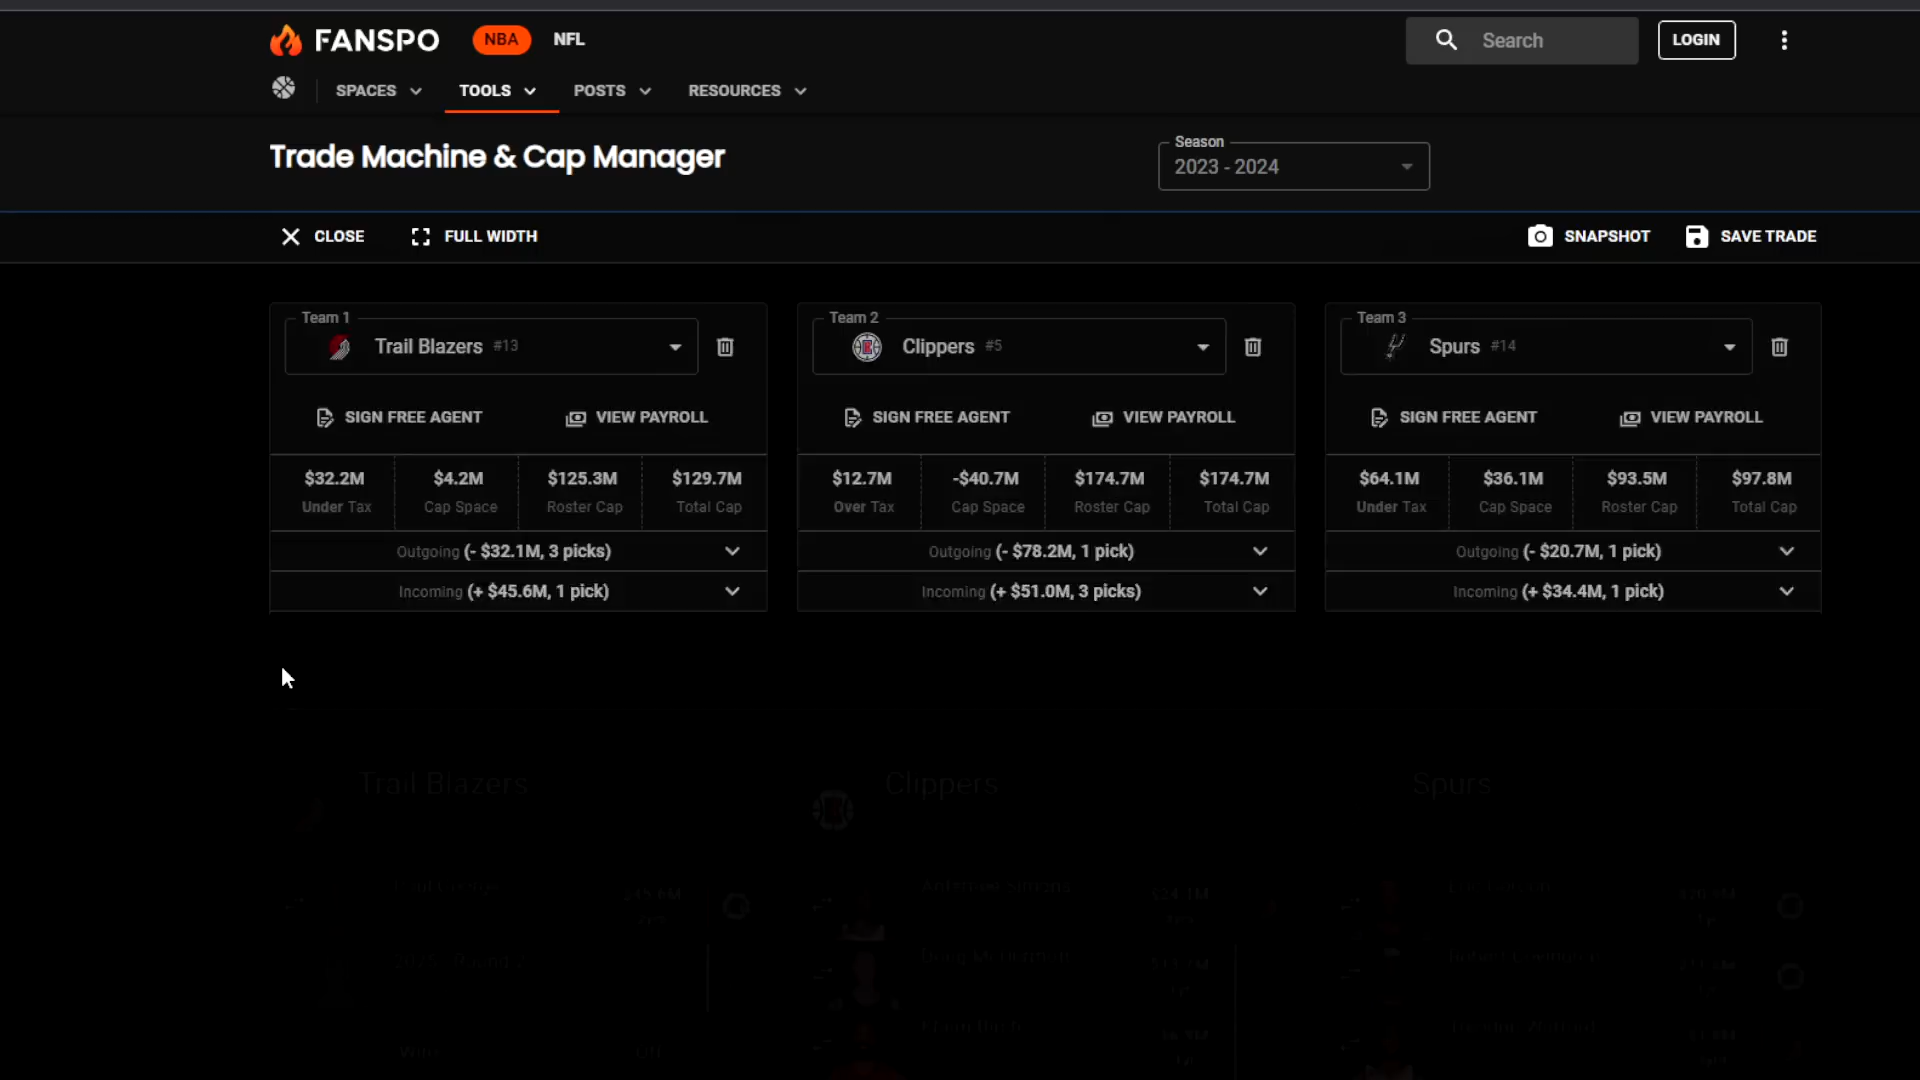 FANSPO NBA NFL Search LOGIN
SPACES TOOLS POSTS RESOURCES
Trade Machine & Cap Manager
Season
2023 - 2024
CLOSE FULL WIDTH SNAPSHOT SAVE TRADE
Team 1
Trail Blazers #13
SIGN FREE AGENT VIEW PAYROLL
$32.2M $4.2M $125.3M $129.7M
Under Tax Cap Space Roster Cap Total Cap
Outgoing (- $32.1M, 3 picks)
Incoming (+ $45.6M, 1 pick)
Team 2
Clippers #5
SIGN FREE AGENT VIEW PAYROLL
$12.7M -$40.7M $174.7M $174.7M
Over Tax Cap Space Roster Cap Total Cap
Outgoing (- $78.2M, 1 pick)
Incoming (+ $51.0M, 3 picks)
Team 3
Spurs #14
SIGN FREE AGENT VIEW PAYROLL
$64.1M $36.1M $93.5M $97.8M
Under Tax Cap Space Roster Cap Total Cap
Outgoing (- $20.7M, 1 pick)
Incoming (+ $34.4M, 1 pick)
Trail Blazers
Clippers
Spurs